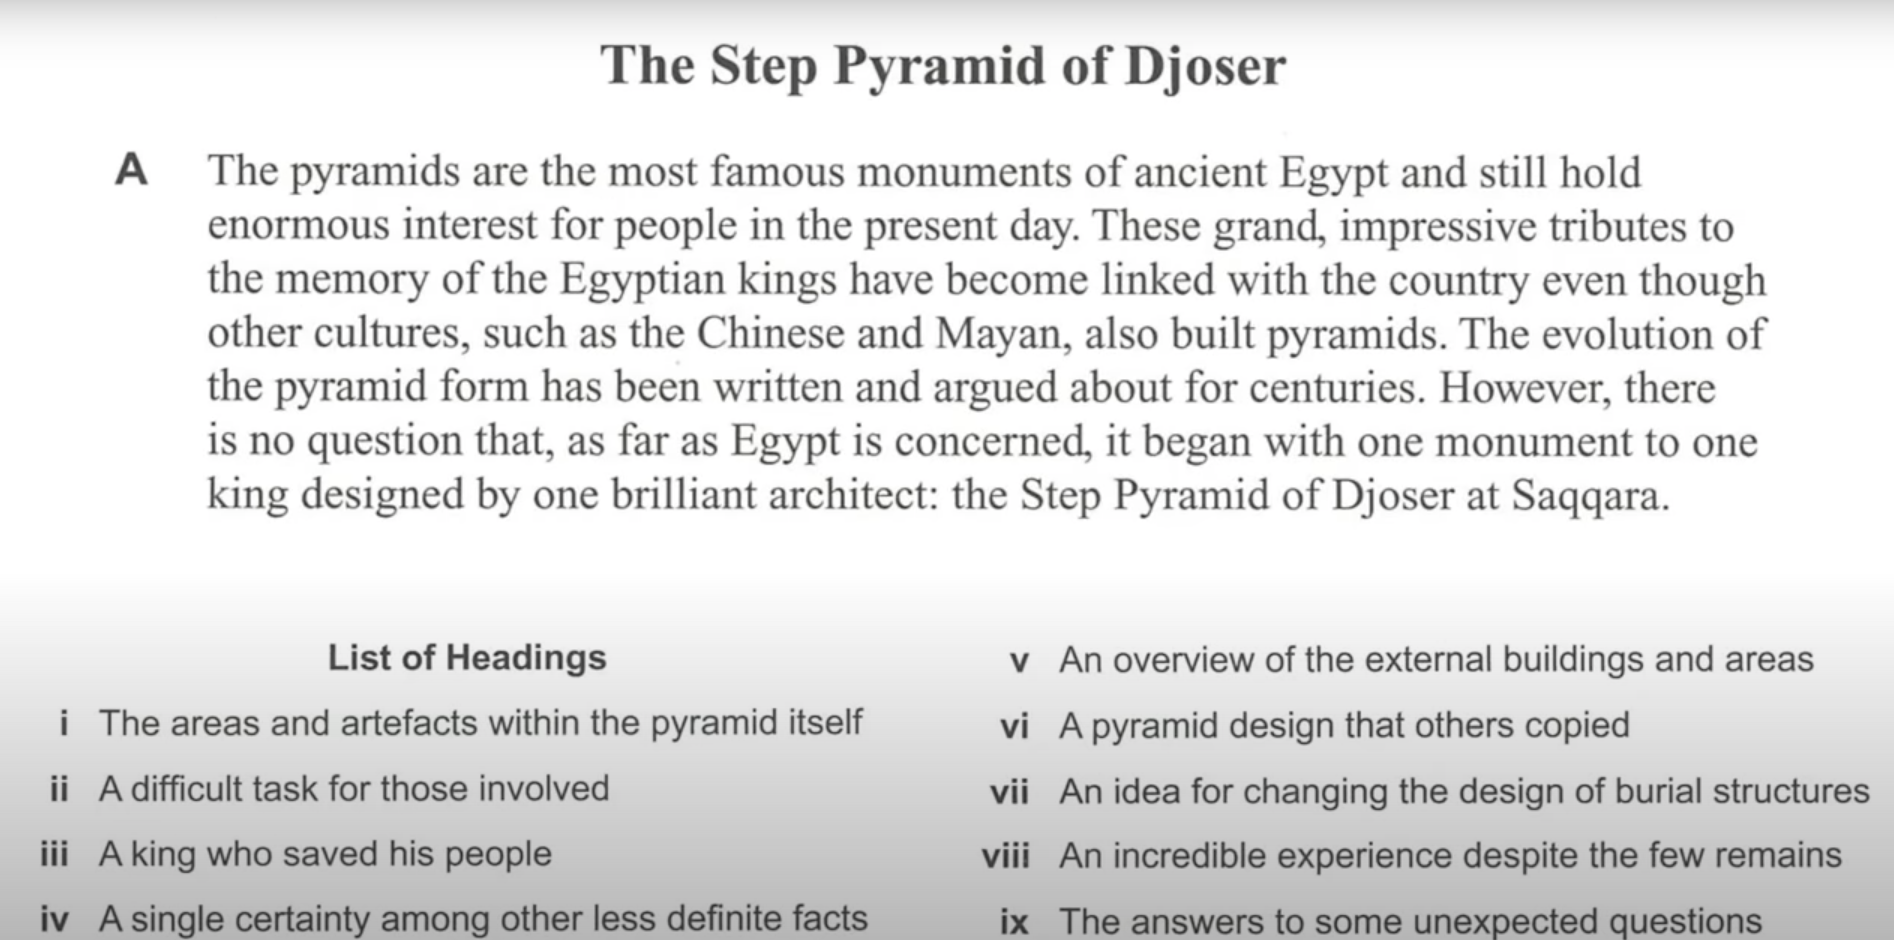 The Step Pyramid of Djoser
A The pyramids are the most famous monuments of ancient Egypt and still hold
enormous interest for people in the present day. These grand, impressive tributes to
the memory of the Egyptian kings have become linked with the country even though
other cultures, such as the Chinese and Mayan, also built pyramids. The evolution of
the pyramid form has been written and argued about for centuries. However, there
is no question that, as far as Egypt is concerned, it began with one monument to one
king designed by one brilliant architect: the Step Pyramid of Djoser at Saqqara.
List of Headings
i The areas and artefacts within the pyramid itself
ii A difficult task for those involved
iii A king who saved his people
iv A single certainty among other less definite facts
v An overview of the external buildings and areas
vi A pyramid design that others copied
vii An idea for changing the design of burial structures
viii An incredible experience despite the few remains
ix The answers to some unexpected questions